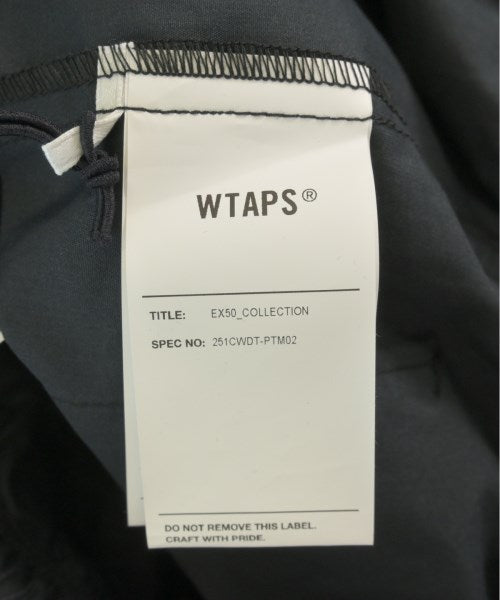 WTAPS®
TITLE: EX50_COLLECTION
SPEC NO: 251CWDT-PTM02
DO NOT REMOVE THIS LABEL.
CRAFT WITH PRIDE.